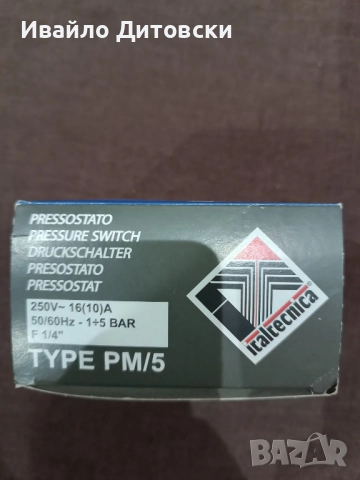 Ивайло Дитовски
PRESSOSTATO
PRESSURE SWITCH
DRUCKSCHALTER
PRESOSTATO
PRESSOSTAT
250V~ 16(10)A
50/60Hz - 1÷5 BAR
F 1/4"
TYPE PM/5
italtecnica
BAZAR